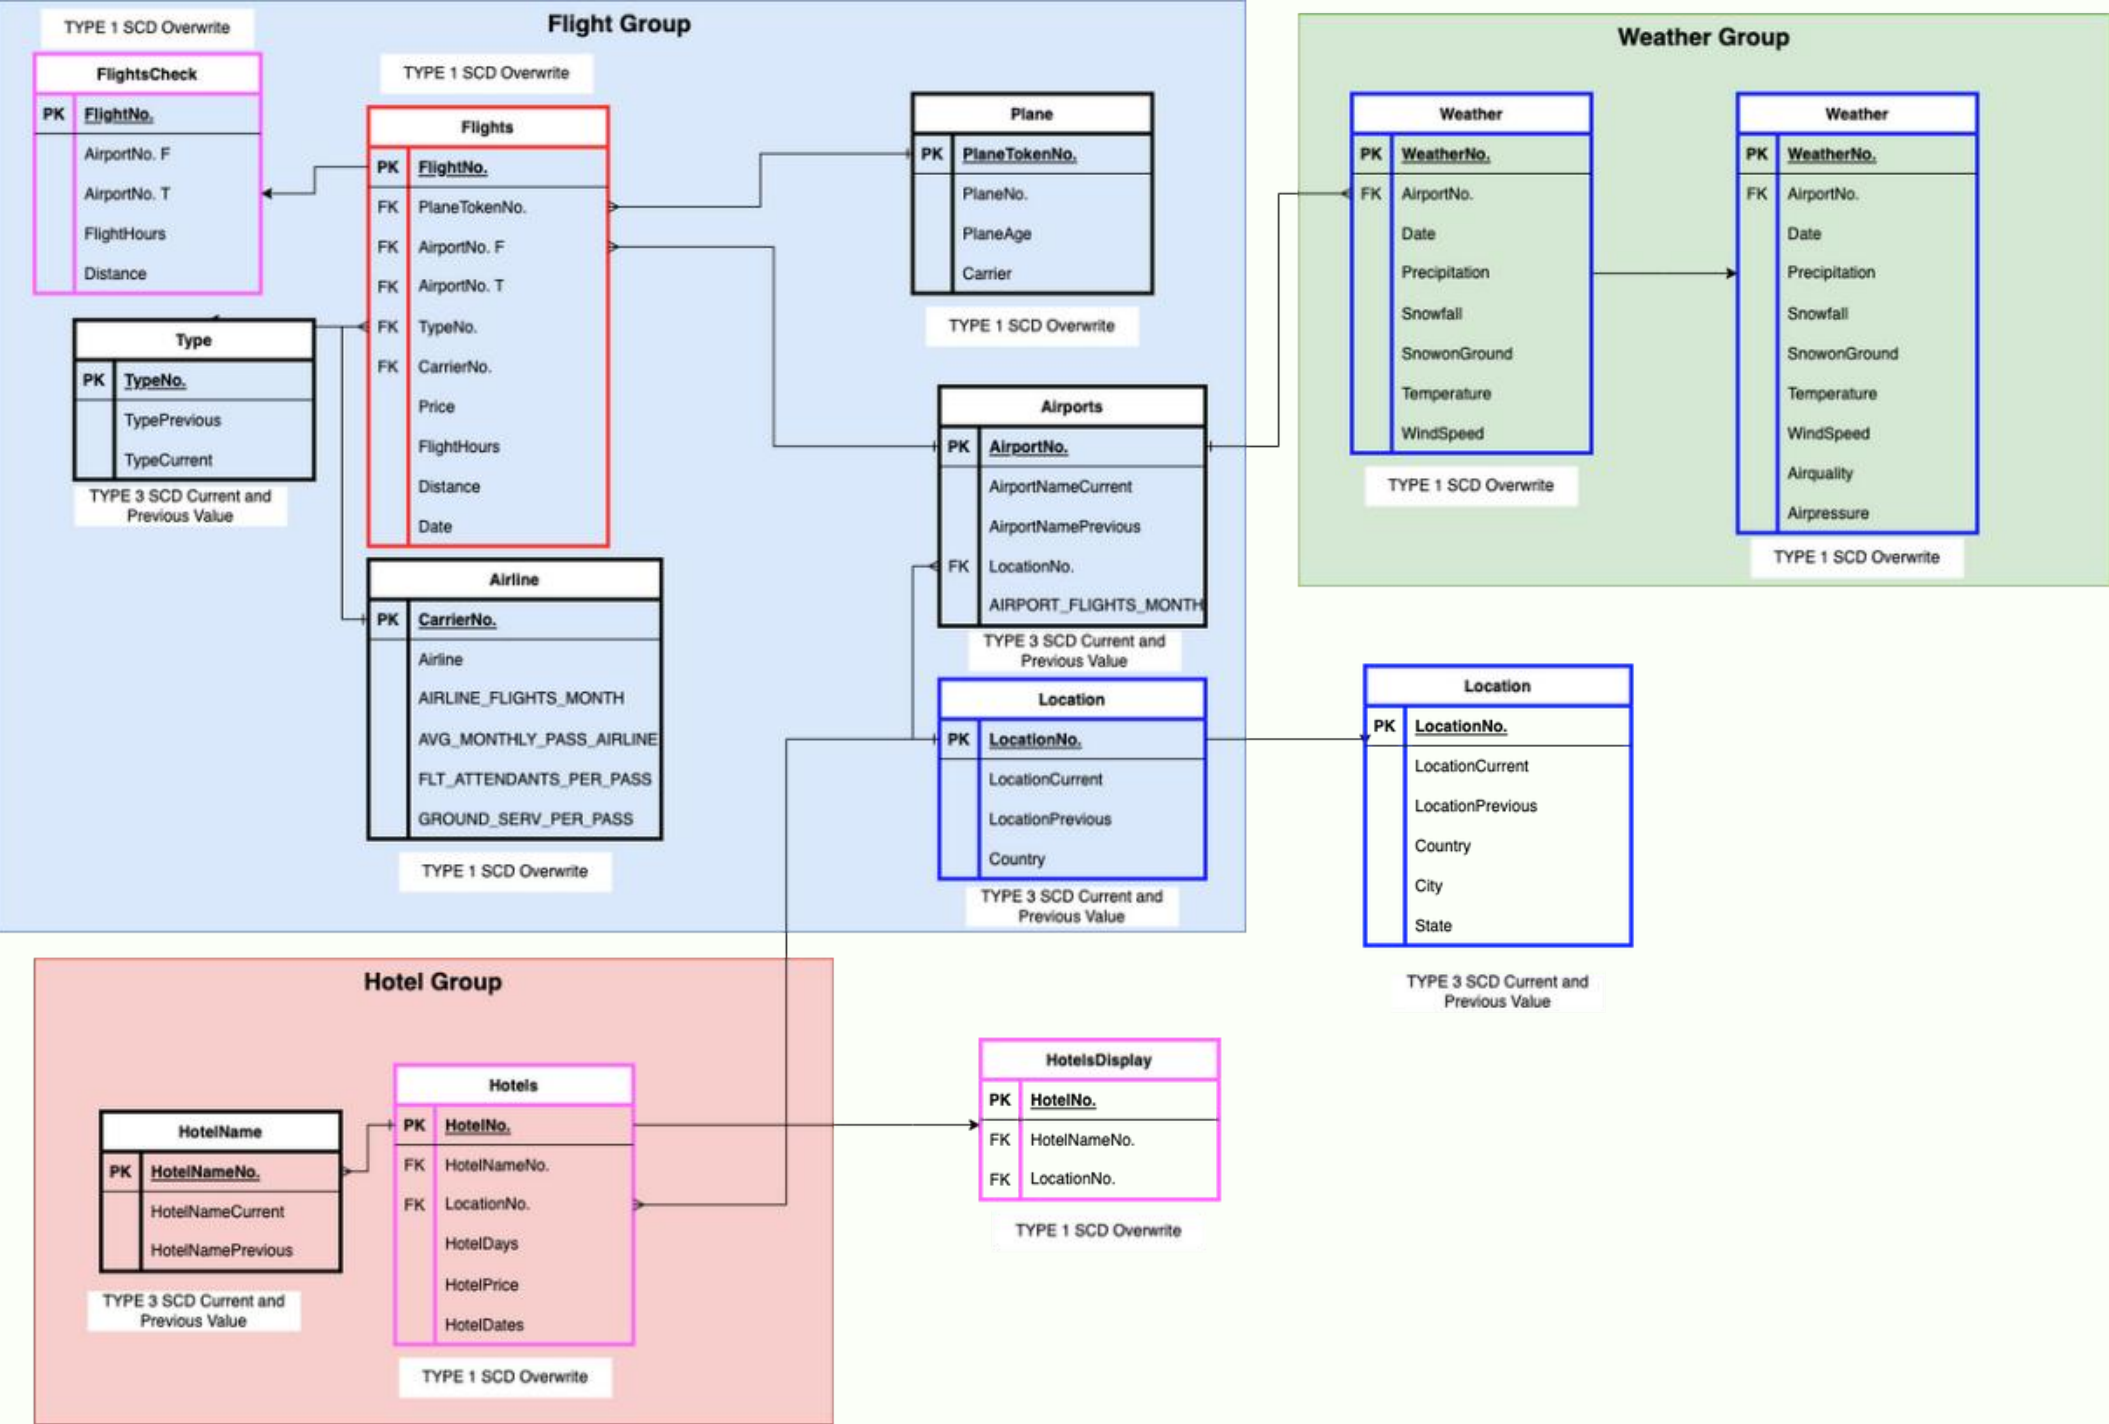 Flight Group
TYPE 1 SCD Overwrite
FlightsCheck
PK FlightNo.
AirportNo. F
AirportNo. T
FlightHours
Distance
TYPE 1 SCD Overwrite
Flights
PK FlightNo.
FK PlaneTokenNo.
FK AirportNo. F
FK AirportNo. T
FK TypeNo.
FK CarrierNo.
Price
FlightHours
Distance
Date
Plane
PK PlaneTokenNo.
PlaneNo.
PlaneAge
Carrier
TYPE 1 SCD Overwrite
Type
PK TypeNo.
TypePrevious
TypeCurrent
TYPE 3 SCD Current and
Previous Value
Airline
PK CarrierNo.
Airline
AIRLINE_FLIGHTS_MONTH
AVG_MONTHLY_PASS_AIRLINE
FLT_ATTENDANTS_PER_PASS
GROUND_SERV_PER_PASS
TYPE 1 SCD Overwrite
Airports
PK AirportNo.
AirportNameCurrent
AirportNamePrevious
FK LocationNo.
AIRPORT_FLIGHTS_MONTH
TYPE 3 SCD Current and
Previous Value
Location
PK LocationNo.
LocationCurrent
LocationPrevious
Country
TYPE 3 SCD Current and
Previous Value
Weather Group
Weather
PK WeatherNo.
FK AirportNo.
Date
Precipitation
Snowfall
SnowonGround
Temperature
WindSpeed
TYPE 1 SCD Overwrite
Weather
PK WeatherNo.
FK AirportNo.
Date
Precipitation
Snowfall
SnowonGround
Temperature
WindSpeed
Airquality
Airpressure
TYPE 1 SCD Overwrite
Location
PK LocationNo.
LocationCurrent
LocationPrevious
Country
City
State
TYPE 3 SCD Current and
Previous Value
Hotel Group
HotelName
PK HotelNameNo.
HotelNameCurrent
HotelNamePrevious
TYPE 3 SCD Current and
Previous Value
Hotels
PK HotelNo.
FK HotelNameNo.
FK LocationNo.
HotelDays
HotelPrice
HotelDates
TYPE 1 SCD Overwrite
HotelsDisplay
PK HotelNo.
FK HotelNameNo.
FK LocationNo.
TYPE 1 SCD Overwrite